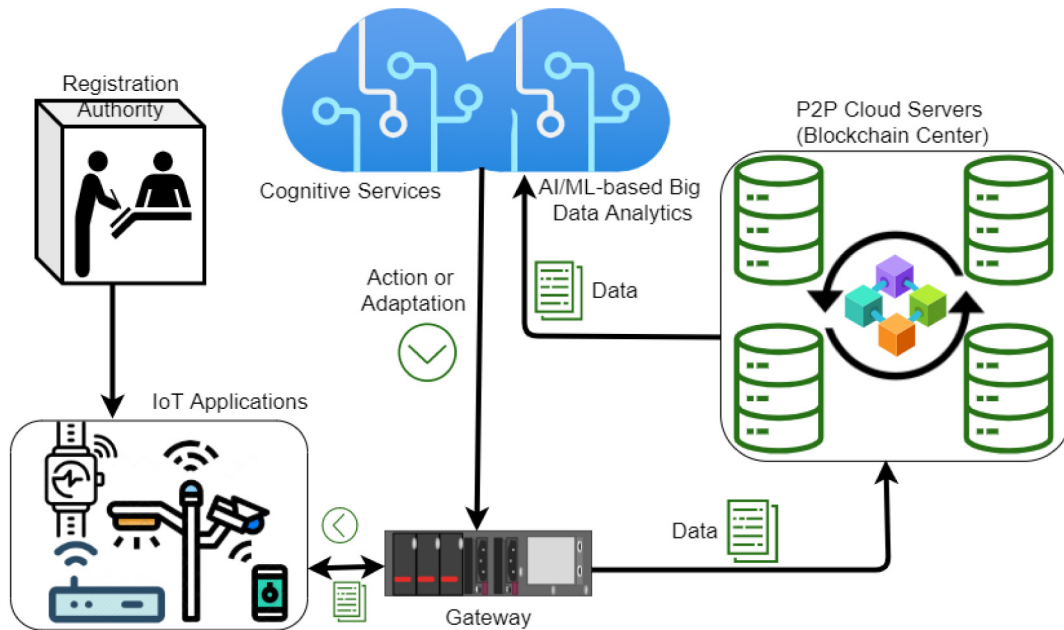 Registration
Authority
P2P Cloud Servers
(Blockchain Center)
Cognitive Services
AI/ML-based Big
Data Analytics
Action or
Adaptation
Data
IoT Applications
Data
Gateway